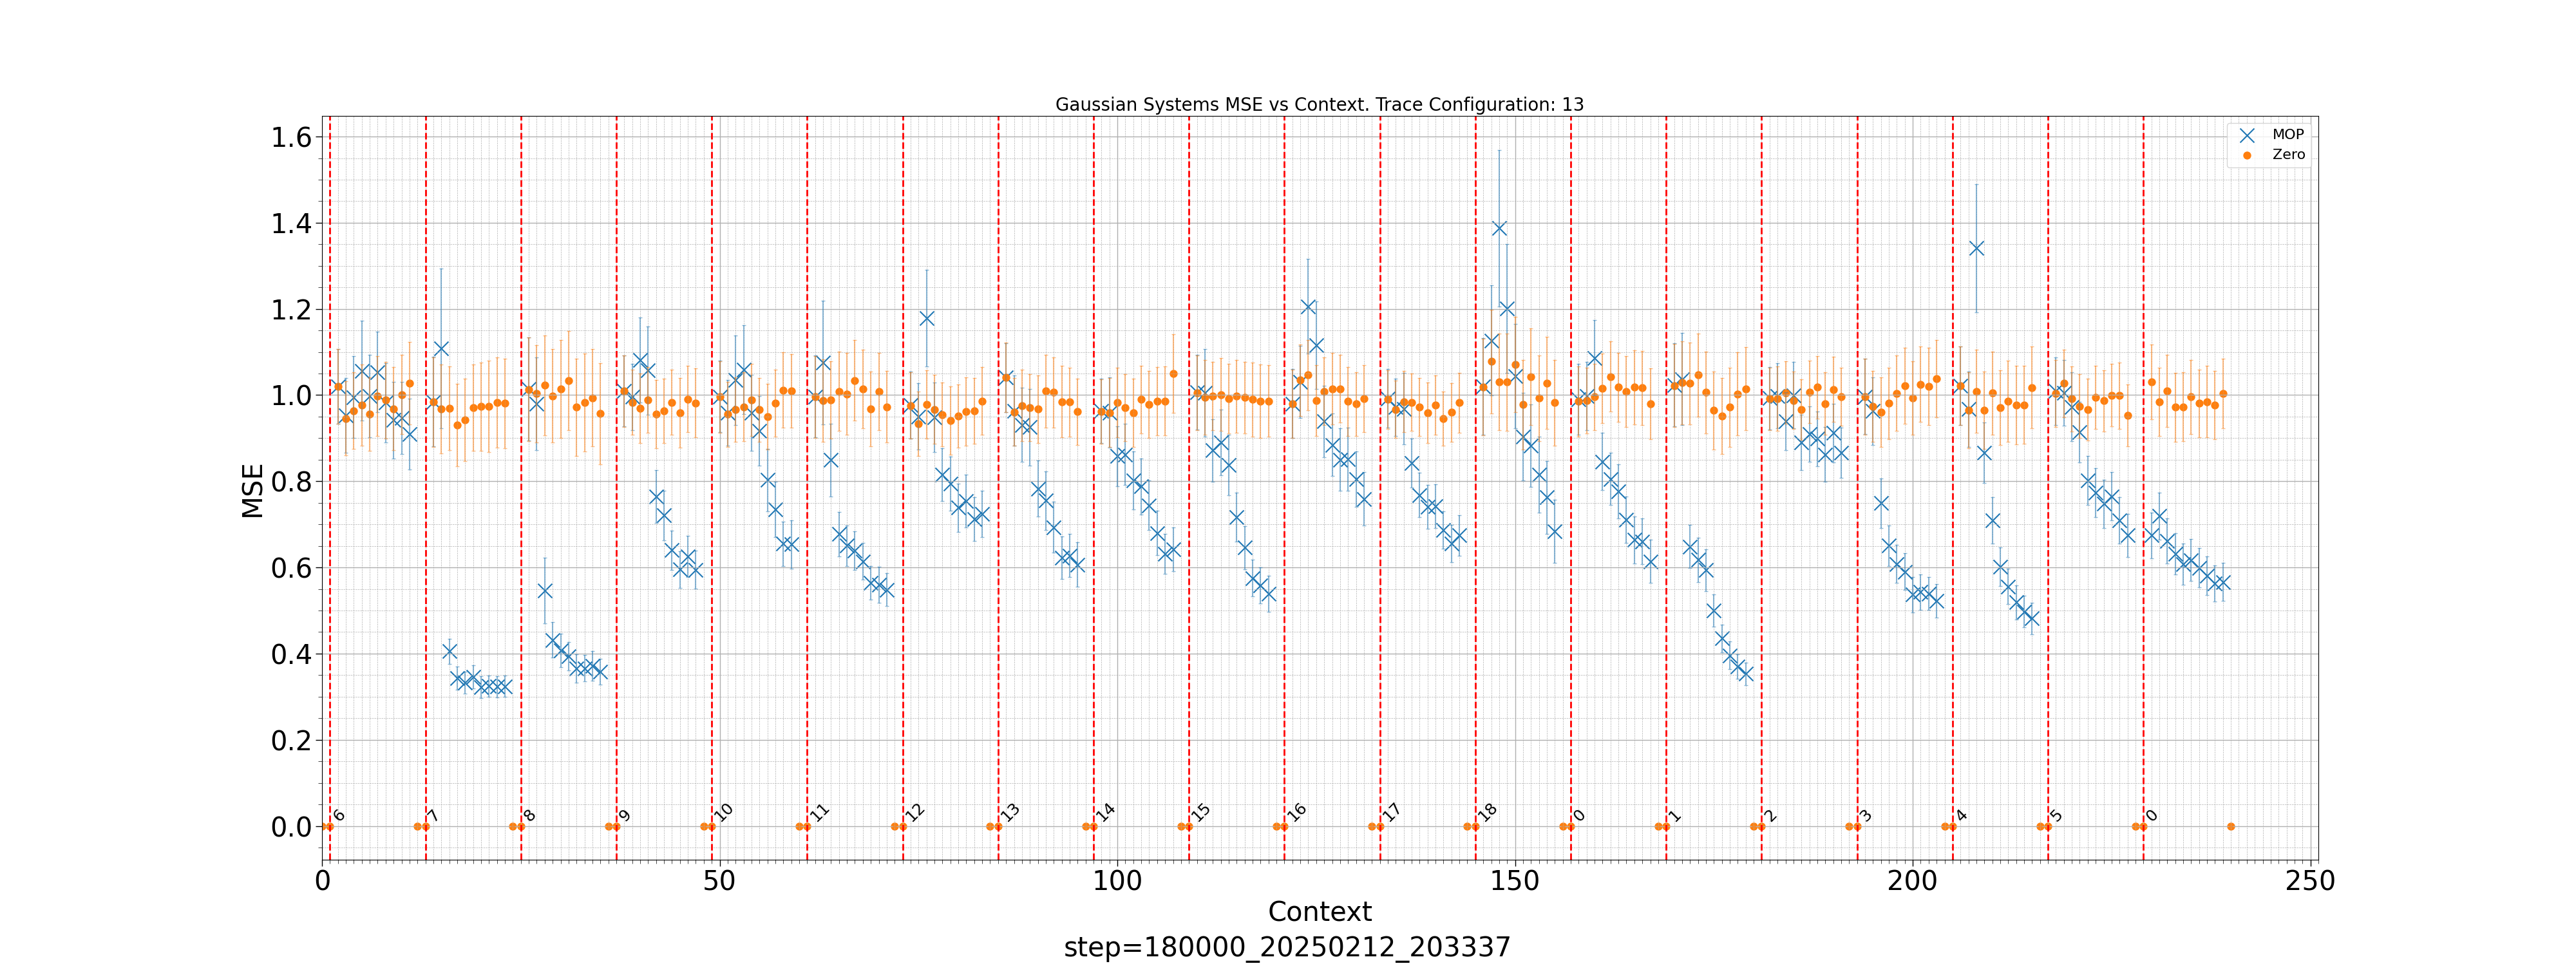 Gaussian Systems MSE vs Context. Trace Configuration: 13
MOP
Zero
MSE
1.6
1.4
1.2
1.0
0.8
0.6
0.4
0.2
0.0
6 7 8 9 10 11 12 13 14 15 16 17 18 0 1 2 3 4 5 0
0 50 100 150 200 250
Context
step=180000_20250212_203337